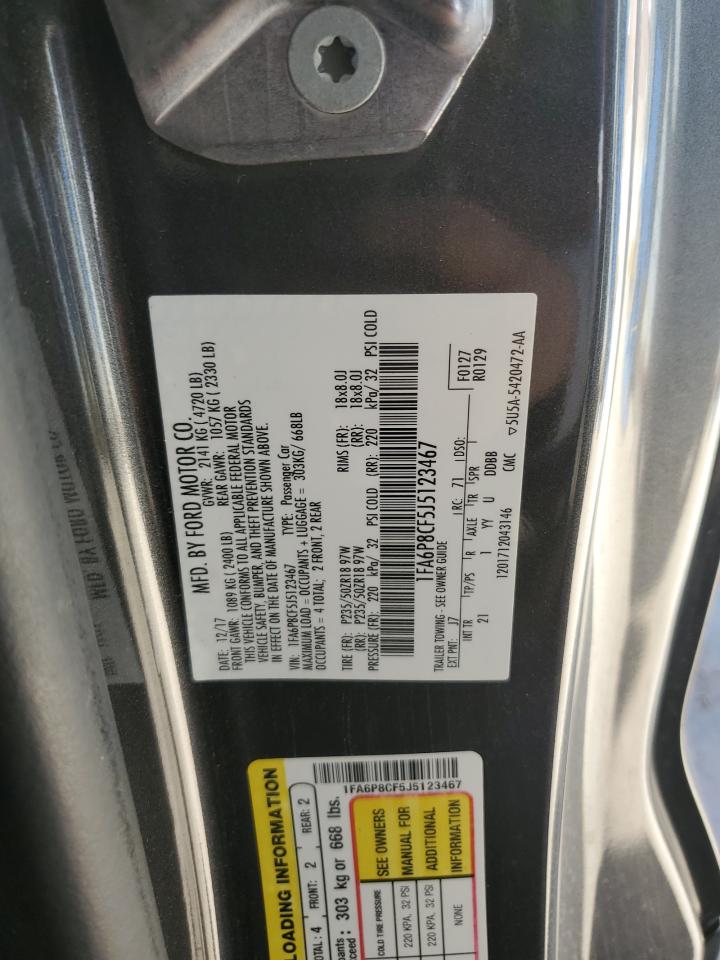 MFD. BY FORD MOTOR CO.
DATE: 12/17 GVWR: 2141 KG ( 4720 LB)
FRONT GAWR: 1089 KG ( 2400 LB) REAR GAWR: 1057 KG ( 2330 LB)
THIS VEHICLE CONFORMS TO ALL APPLICABLE FEDERAL MOTOR
VEHICLE SAFETY, BUMPER, AND THEFT PREVENTION STANDARDS
IN EFFECT ON THE DATE OF MANUFACTURE SHOWN ABOVE.
VIN: 1FA6P8CF5J5123467 TYPE: Passenger Car
MAXIMUM LOAD = OCCUPANTS + LUGGAGE = 303KG/ 668LB
OCCUPANTS = 4 TOTAL: 2 FRONT, 2 REAR
TIRE (FR): P235/50ZR18 97W RIMS (FR): 18x8.0J
(RR): P235/50ZR18 97W (RR): 18x8.0J
PRESSURE (FR): 220 kPa/ 32 PSI COLD (RR): 220 kPa/ 32 PSI COLD
1FA6P8CF5J5123467
TRAILER TOWING - SEE OWNER GUIDE
EXT PNT: J7 RC: 71 DSO: F0127
R0129
INT TR TP/PS R AXLE TR SPR
21 1 YY U DDBB
1201712043146 CMC ▽5U5A-5420472-AA
LOADING INFORMATION
TOTAL: 4 FRONT: 2 REAR: 2
303 kg or 668 lbs.
1FA6P8CF5J5123467
COLD TIRE PRESSURE
220 KPA, 32 PSI
220 KPA, 32 PSI
NONE
SEE OWNERS
MANUAL FOR
ADDITIONAL
INFORMATION